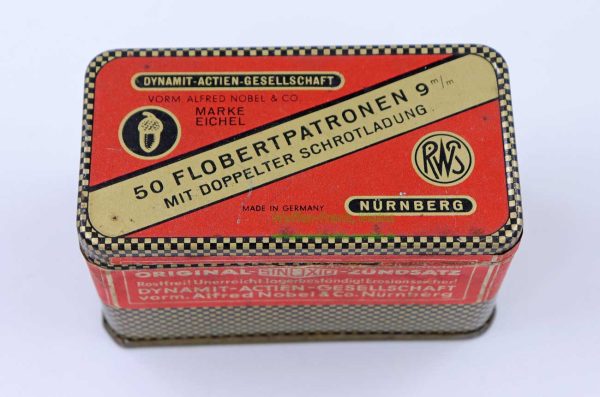 DYNAMIT-ACTIEN-GESELLSCHAFT
VORM. ALFRED NOBEL & CO.
MARKE
EICHEL
50 FLOBERTPATRONEN 9 m/m
MIT DOPPELTER SCHROTLADUNG
RWS
MADE IN GERMANY
NÜRNBERG
ORIGINAL-SINOXID-ZÜNDSATZ
Rostfrei! Unerreicht lagerbeständig! Erosionssicher!
DYNAMIT-ACTIEN-GESELLSCHAFT
vorm. Alfred Nobel & Co. Nürnberg